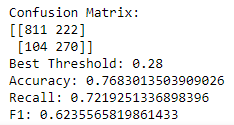 Confusion Matrix:
[[811 222]
 [104 270]]
Best Threshold: 0.28
Accuracy: 0.7683013503909026
Recall: 0.7219251336898396
F1: 0.6235565819861433